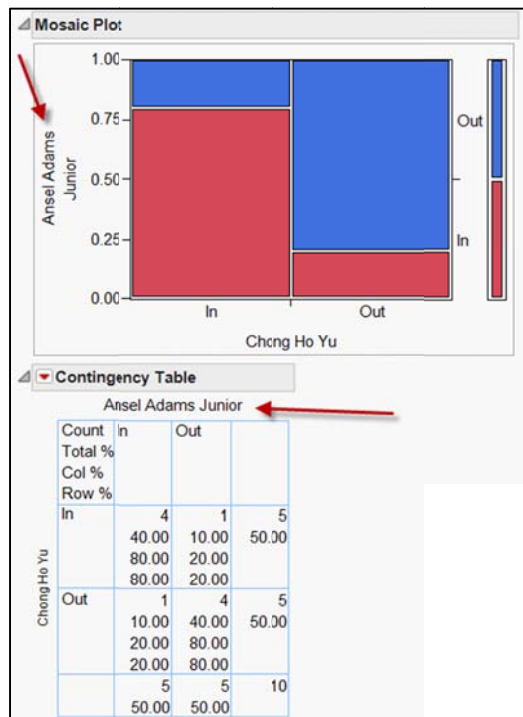 Mosaic Plot
1.00
0.75
0.50
0.25
0.00
Ansel Adams
Junior
Out
In
In Out
Chong Ho Yu
Contingency Table
Ansel Adams Junior
Count In Out
Total %
Col %
Row %
Chong Ho Yu
In 4 1 5
40.00 10.00 50.00
80.00 20.00
80.00 20.00
Out 1 4 5
10.00 40.00 50.00
20.00 80.00
20.00 80.00
5 5 10
50.00 50.00